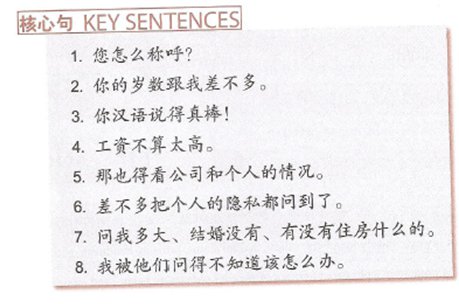 核心句 KEY SENTENCES
1. 您怎么称呼?
2. 你的岁数跟我差不多。
3. 你汉语说得真棒!
4. 工资不算太高。
5. 那也得看公司和个人的情况。
6. 差不多把个人的隐私都问到了。
7. 问我多大、结婚没有、有没有住房什么的。
8. 我被他们问得不知道该怎么办。